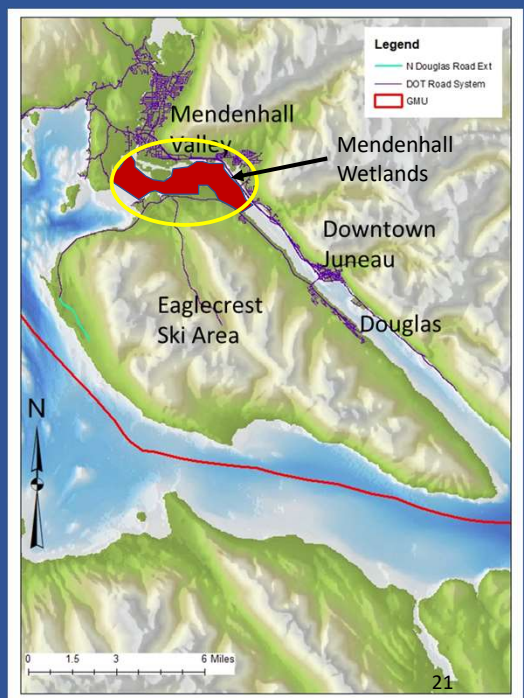 Legend
N Douglas Road Ext
DOT Road System
GMU
Mendenhall
Valley
Mendenhall
Wetlands
Downtown
Juneau
Douglas
Eaglecrest
Ski Area
N
0 1.5 3 6 Miles
21